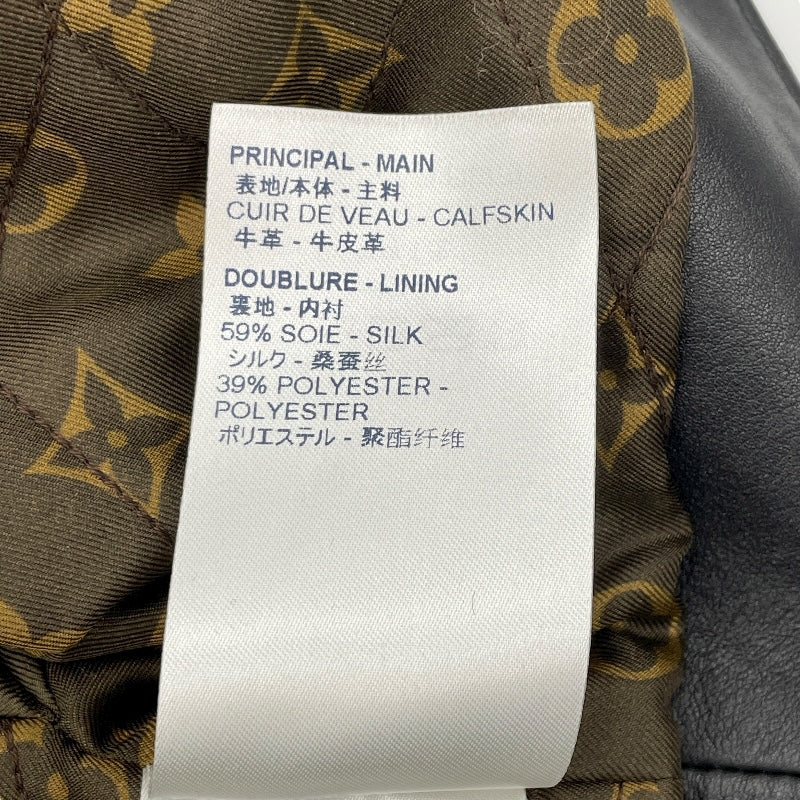 PRINCIPAL - MAIN
表地/本体 - 主料
CUIR DE VEAU - CALFSKIN
牛革 - 牛皮革
DOUBLURE - LINING
裏地 - 内衬
59% SOIE - SILK
シルク - 桑蚕丝
39% POLYESTER -
POLYESTER
ポリエステル - 聚酯纤维